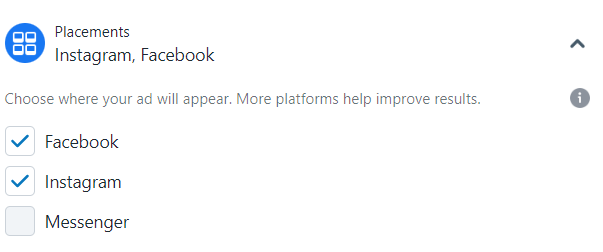 Placements
Instagram, Facebook
Choose where your ad will appear. More platforms help improve results.
Facebook
Instagram
Messenger